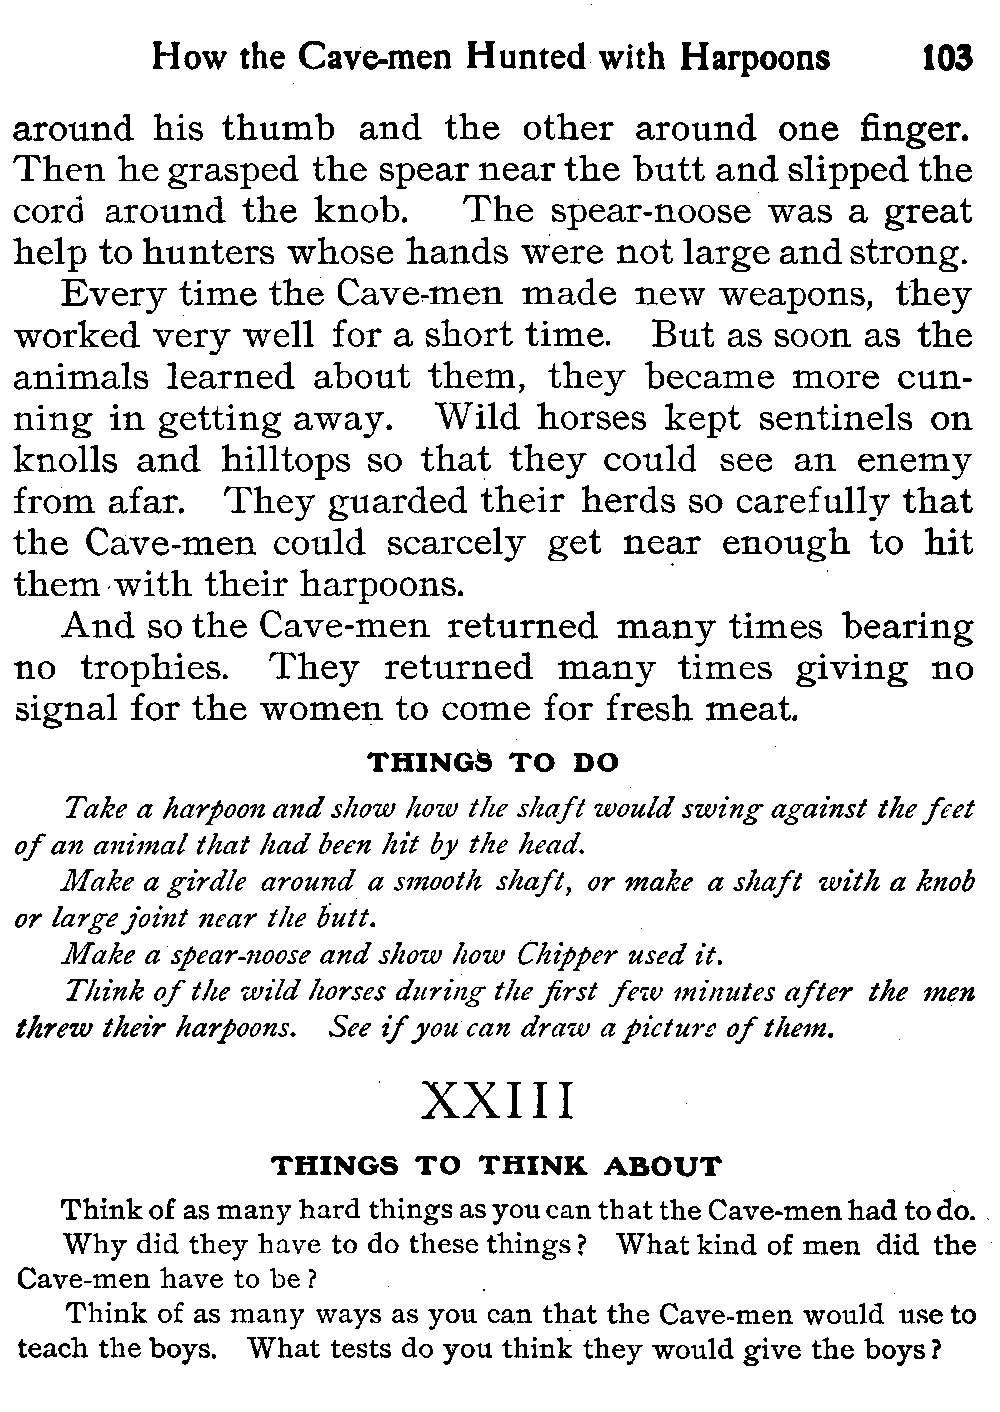 How the Cave-men Hunted with Harpoons 103
around his thumb and the other around one finger.
Then he grasped the spear near the butt and slipped the
cord around the knob. The spear-noose was a great
help to hunters whose hands were not large and strong.
Every time the Cave-men made new weapons, they
worked very well for a short time. But as soon as the
animals learned about them, they became more cun-
ning in getting away. Wild horses kept sentinels on
knolls and hilltops so that they could see an enemy
from afar. They guarded their herds so carefully that
the Cave-men could scarcely get near enough to hit
them with their harpoons.
And so the Cave-men returned many times bearing
no trophies. They returned many times giving no
signal for the women to come for fresh meat.
THINGS TO DO
Take a harpoon and show how the shaft would swing against the feet
of an animal that had been hit by the head.
Make a girdle around a smooth shaft, or make a shaft with a knob
or large joint near the butt.
Make a spear-noose and show how Chipper used it.
Think of the wild horses during the first few minutes after the men
threw their harpoons. See if you can draw a picture of them.
XXIII
THINGS TO THINK ABOUT
Think of as many hard things as you can that the Cave-men had to do.
Why did they have to do these things? What kind of men did the
Cave-men have to be?
Think of as many ways as you can that the Cave-men would use to
teach the boys. What tests do you think they would give the boys?